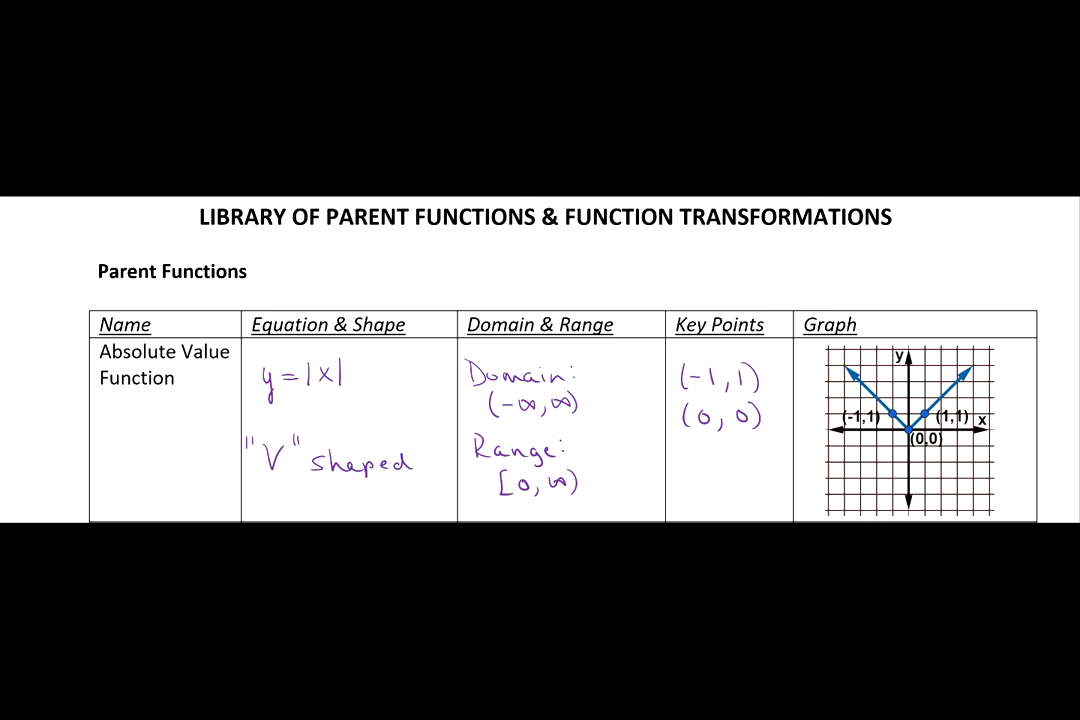 LIBRARY OF PARENT FUNCTIONS & FUNCTION TRANSFORMATIONS
Parent Functions
Name
Equation & Shape
Domain & Range
Key Points
Graph
Absolute Value
Function
y = |x|
"V" shaped
Domain:
(-∞, ∞)
Range:
[0, ∞)
(-1, 1)
(0, 0)
y
(-1,1)
(1,1)
x
(0,0)